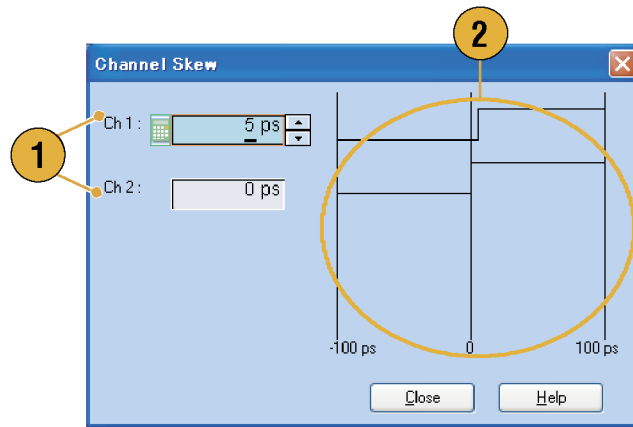 2
Channel Skew
Ch 1 : 5 ps
1
Ch 2 : 0 ps
-100 ps 0 100 ps
Close Help